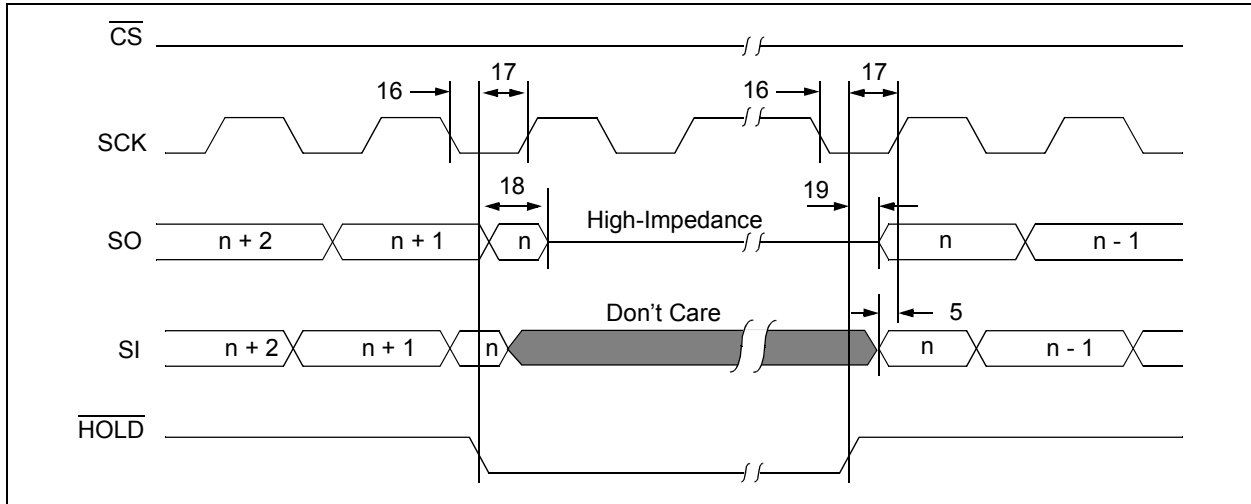 CS
16 17 16 17
SCK
18 High-Impedance 19
SO n + 2 n + 1 n n n - 1
Don't Care 5
SI n + 2 n + 1 n n n - 1
HOLD